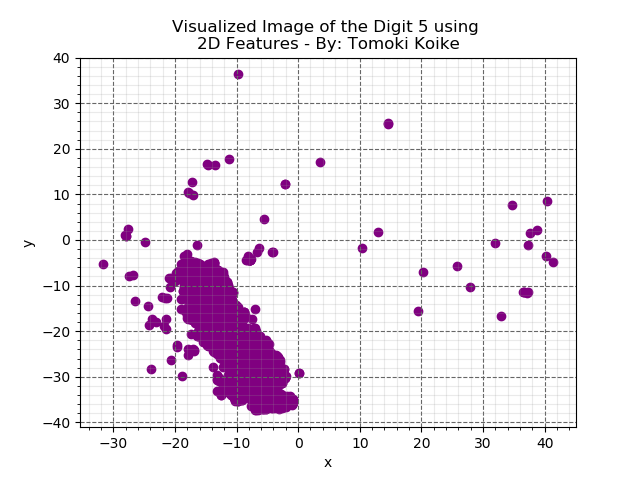 Visualized Image of the Digit 5 using
2D Features - By: Tomoki Koike
40
30
20
10
0
−10
−20
−30
−40
y
−30 −20 −10 0 10 20 30 40
x